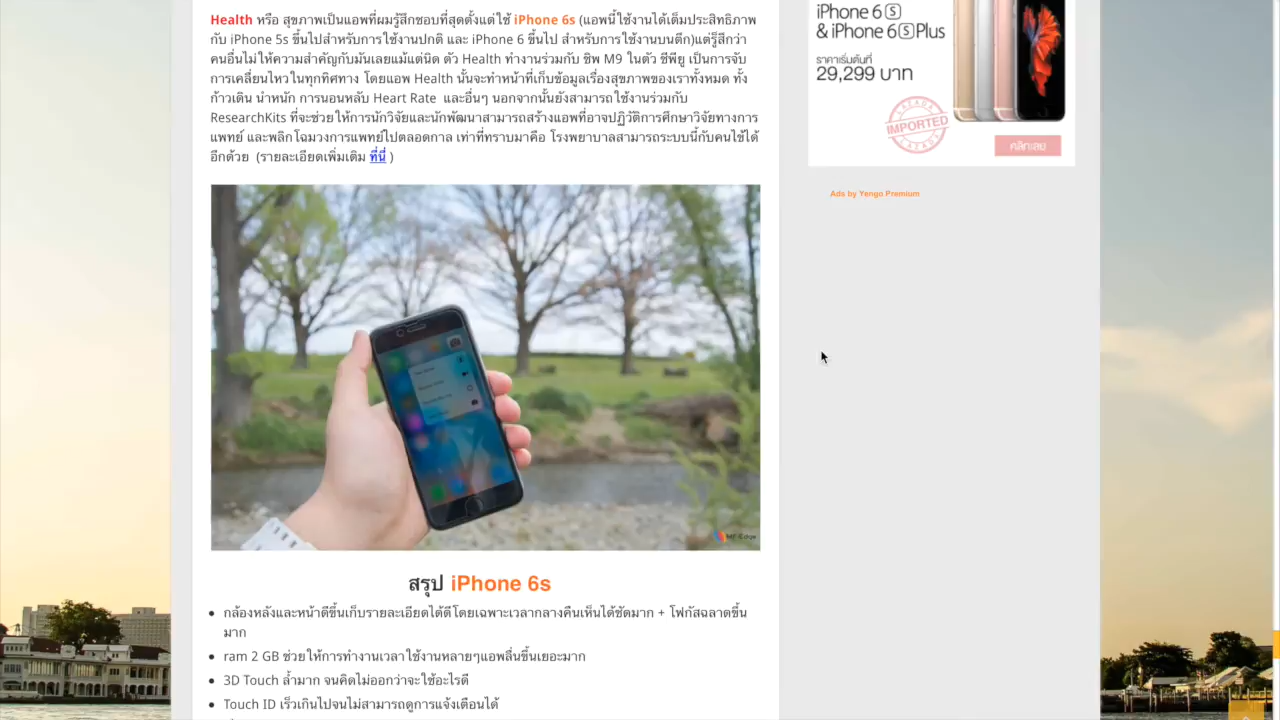 Health หรือ สุขภาพเป็นแอพที่ผมรู้สึกชอบที่สุดตั้งแต่ใช้ iPhone 6s (แอพนี้ใช้งานได้เต็มประสิทธิภาพ
กับ iPhone 5s ขึ้นไปสำหรับการใช้งานปกติ และ iPhone 6 ขึ้นไป สำหรับการใช้งานบนตึก)แต่รู้สึกว่า
คนอื่นไม่ให้ความสำคัญกับมันเลยแม้แต่นิด ตัว Health ทำงานร่วมกับ ชิพ M9 ในตัว ซีพียู เป็นการจับ
การเคลื่อนไหวในทุกทิศทาง โดยแอพ Health นั้นจะทำหน้าที่เก็บข้อมูลเรื่องสุขภาพของเราทั้งหมด ทั้ง
ก้าวเดิน น้ำหนัก การนอนหลับ Heart Rate และอื่นๆ นอกจากนั้นยังสามารถใช้งานร่วมกับ
ResearchKits ที่จะช่วยให้การนักวิจัยและนักพัฒนาสามารถสร้างแอพที่อาจปฏิวัติการศึกษาวิจัยทางการ
แพทย์ และพลิกโฉมวงการแพทย์ไปตลอดกาล เท่าที่ทราบมาคือ โรงพยาบาลสามารถระบบนี้กับคนไข้ได้
อีกด้วย (รายละเอียดเพิ่มเติม ที่นี่ )
iPhone 6s
& iPhone 6s Plus
ราคาเริ่มต้นที่
29,299 บาท
LAZADA
IMPORTED
LAZADA
คลิกเลย
Ads by Yengo Premium
สรุป iPhone 6s
กล้องหลังและหน้าดีขึ้นเก็บรายละเอียดได้ดีโดยเฉพาะเวลากลางคืนเห็นได้ชัดมาก + โฟกัสฉลาดขึ้น
มาก
ram 2 GB ช่วยให้การทำงานเวลาใช้งานหลายๆแอพลื่นขึ้นเยอะมาก
3D Touch ล้ำมาก จนคิดไม่ออกว่าจะใช้อะไรดี
Touch ID เร็วเกินไปจนไม่สามารถดูการแจ้งเตือนได้